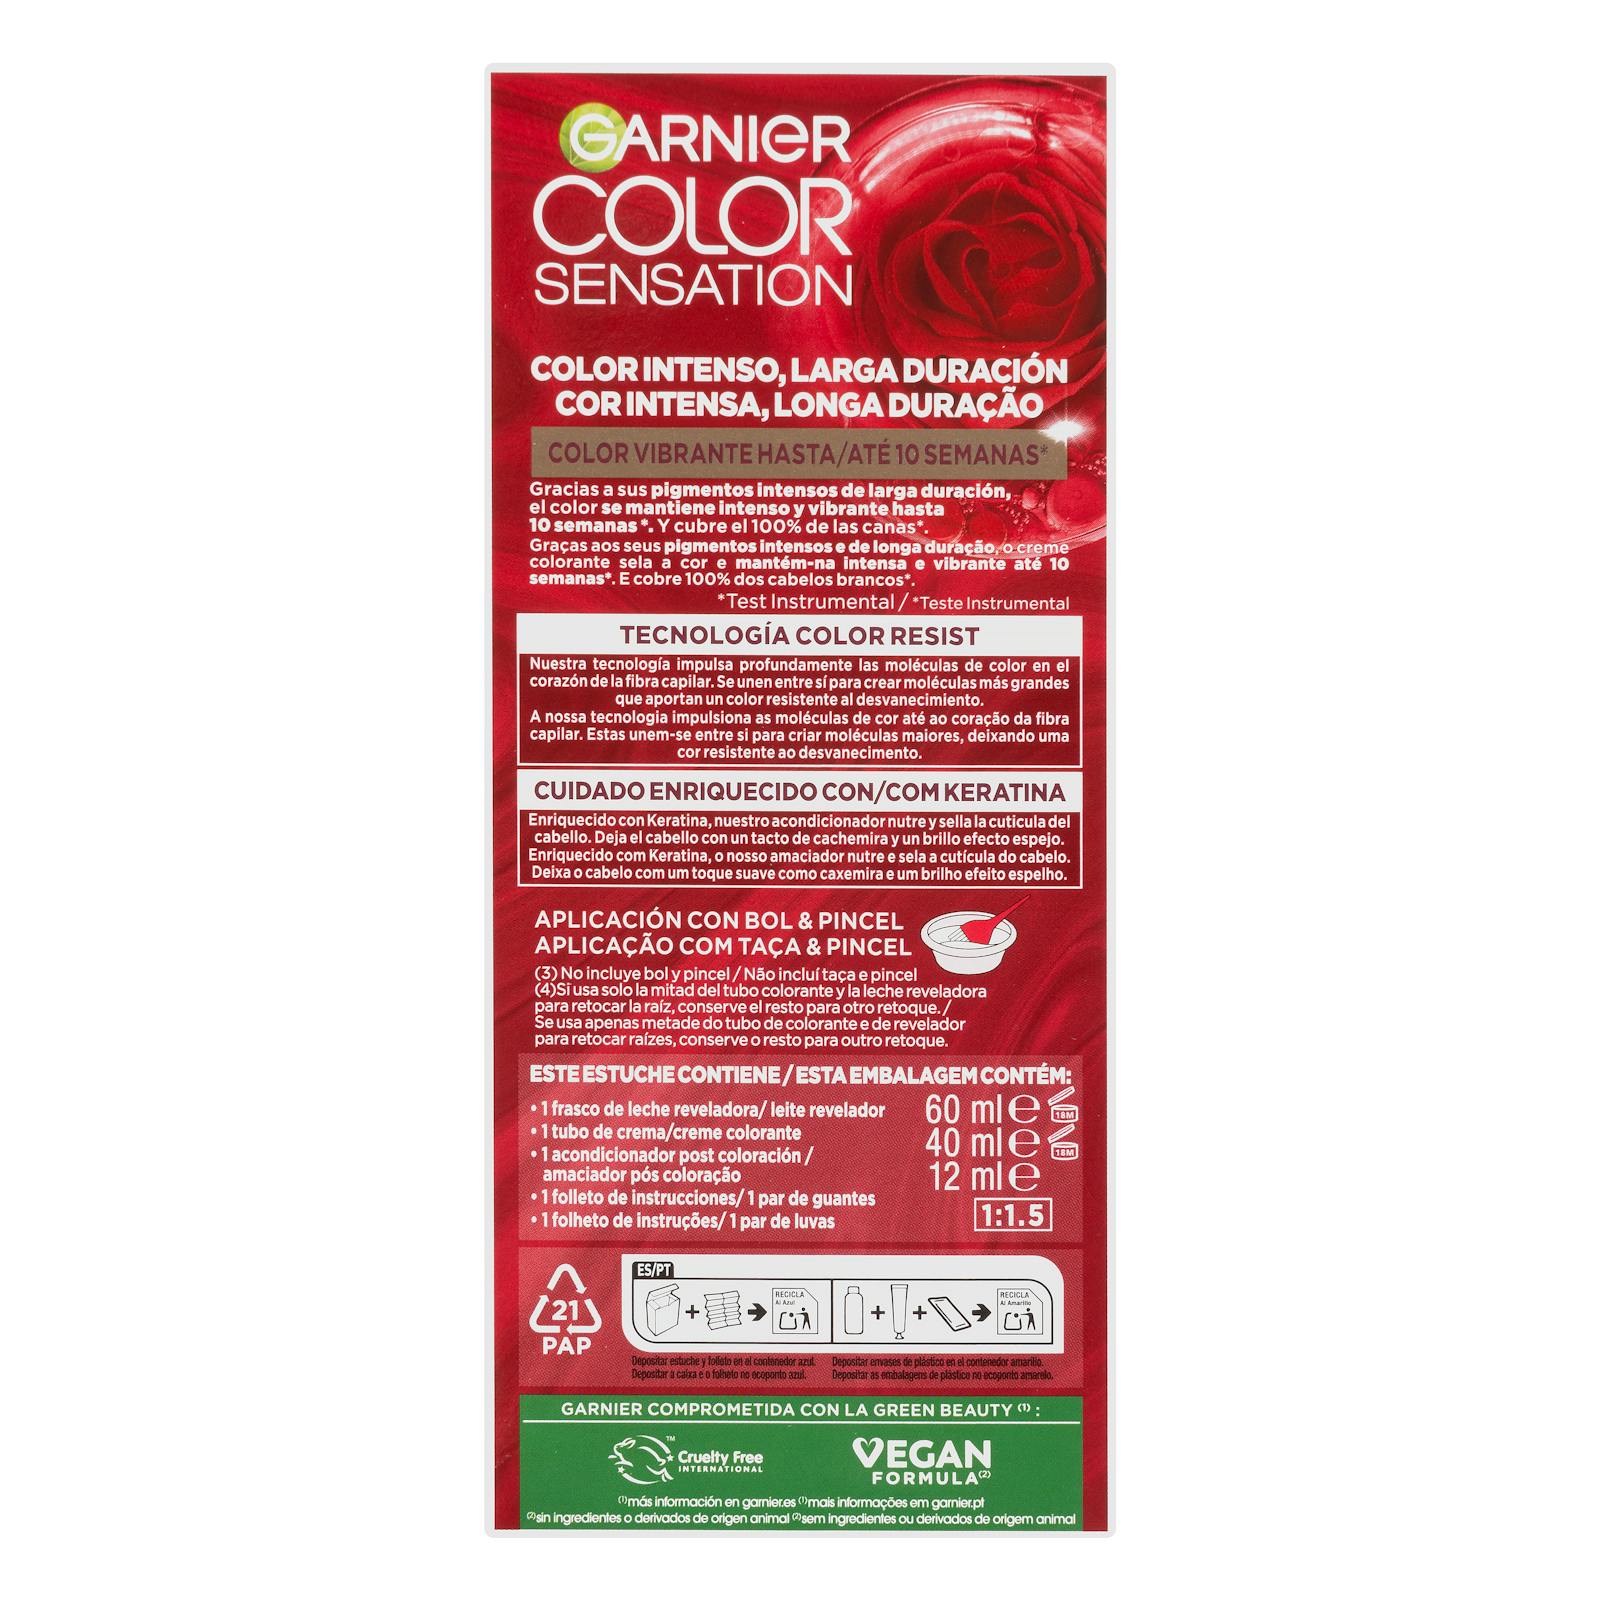 GARNIER
COLOR
SENSATION
COLOR INTENSO, LARGA DURACIÓN
COR INTENSA, LONGA DURAÇÃO
COLOR VIBRANTE HASTA/ATÉ 10 SEMANAS*
Gracias a sus pigmentos intensos de larga duración,
el color se mantiene intenso y vibrante hasta
10 semanas *. Y cubre el 100% de las canas*.
Graças aos seus pigmentos intensos e de longa duração, o creme
colorante sela a cor e mantém-na intensa e vibrante até 10
semanas*. E cobre 100% dos cabelos brancos*.
*Test Instrumental / *Teste Instrumental
TECNOLOGÍA COLOR RESIST
Nuestra tecnología impulsa profundamente las moléculas de color en el
corazón de la fibra capilar. Se unen entre sí para crear moléculas más grandes
que aportan un color resistente al desvanecimiento.
A nossa tecnologia impulsiona as moléculas de cor até ao coração da fibra
capilar. Estas unem-se entre si para criar moléculas maiores, deixando uma
cor resistente ao desvanecimento.
CUIDADO ENRIQUECIDO CON/COM KERATINA
Enriquecido con Keratina, nuestro acondicionador nutre y sella la cuticula del
cabello. Deja el cabello con un tacto de cachemira y un brillo efecto espejo.
Enriquecido com Keratina, o nosso amaciador nutre e sela a cutícula do cabelo.
Deixa o cabelo com um toque suave como caxemira e um brilho efeito espelho.
APLICACIÓN CON BOL & PINCEL
APLICAÇÃO COM TAÇA & PINCEL
(3) No incluye bol y pincel / Não incluí taça e pincel
(4)Si usa solo la mitad del tubo colorante y la leche reveladora
para retocar la raíz, conserve el resto para otro retoque. /
Se usa apenas metade do tubo de colorante e de revelador
para retocar raízes, conserve o resto para outro retoque.
ESTE ESTUCHE CONTIENE / ESTA EMBALAGEM CONTÉM:
• 1 frasco de leche reveladora/ leite revelador 60 ml e 18M
• 1 tubo de crema/creme colorante 40 ml e 18M
• 1 acondicionador post coloración / 12 ml e
amaciador pós coloração
• 1 folleto de instrucciones/ 1 par de guantes
• 1 folheto de instruções/ 1 par de luvas 1:1.5
21
PAP
ES/PT
RECICLA
Al Azul
RECICLA
Al Amarillo
Depositar estuche y folleto en el contenedor azul.
Depositar a caixa e o folheto no ecoponto azul.
Depositar envases de plástico en el contenedor amarillo.
Depositar as embalagens de plástico no ecoponto amarelo.
GARNIER COMPROMETIDA CON LA GREEN BEAUTY (1) :
Cruelty Free TM
INTERNATIONAL
VEGAN
FORMULA(2)
(1)más información en garnier.es (1)mais informações em garnier.pt
(2)sin ingredientes o derivados de origen animal (2)sem ingredientes ou derivados de origem animal